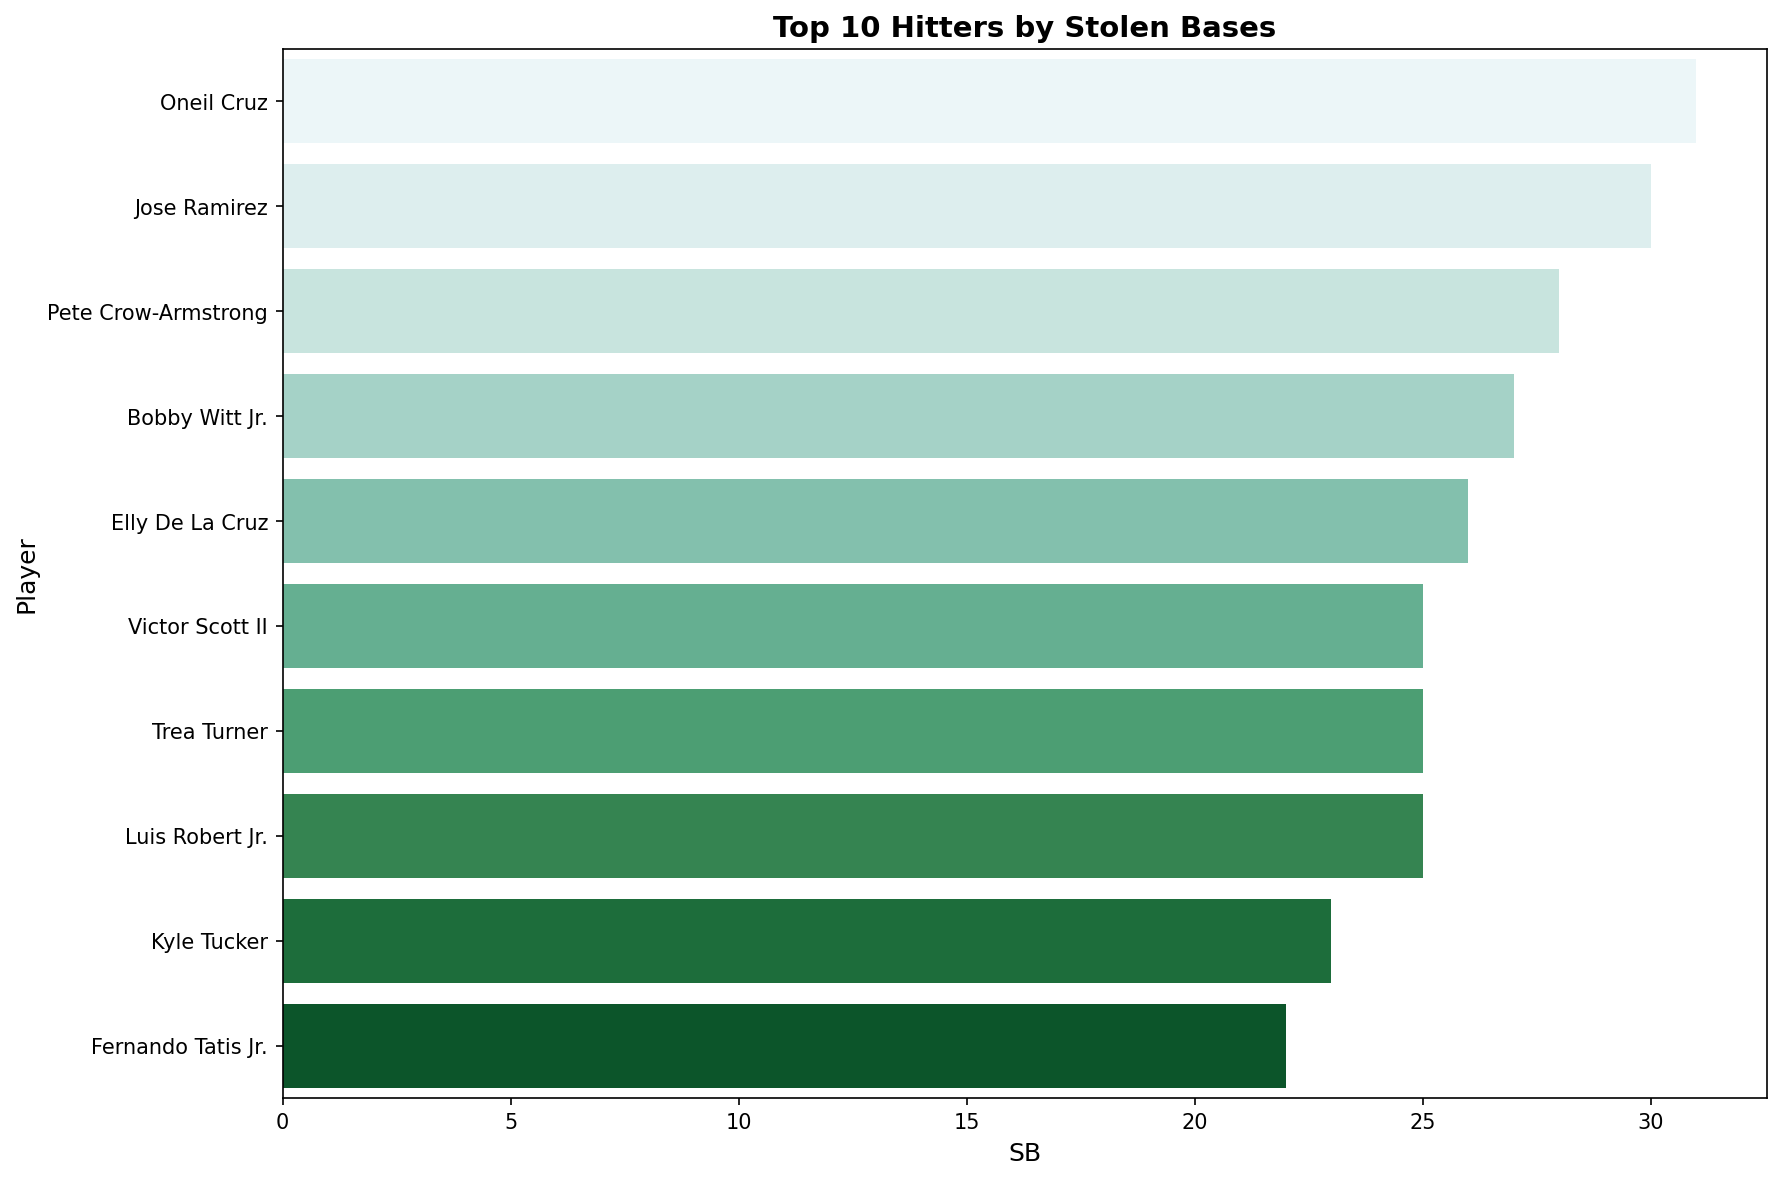 Top 10 Hitters by Stolen Bases
Player
Oneil Cruz
Jose Ramirez
Pete Crow-Armstrong
Bobby Witt Jr.
Elly De La Cruz
Victor Scott II
Trea Turner
Luis Robert Jr.
Kyle Tucker
Fernando Tatis Jr.
0 5 10 15 20 25 30
SB